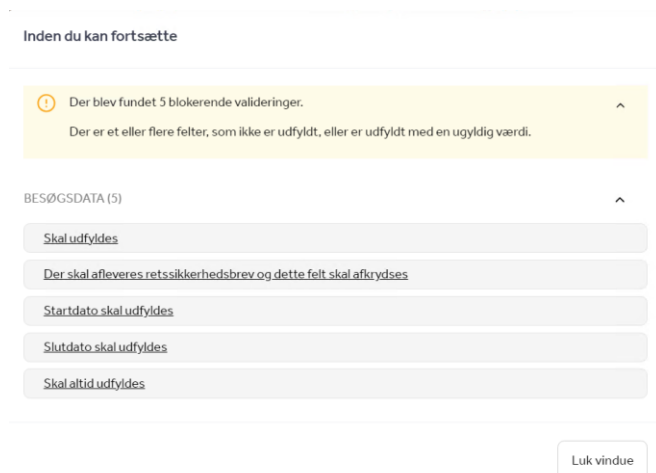 Inden du kan fortsætte
Der blev fundet 5 blokerende valideringer.
Der er et eller flere felter, som ikke er udfyldt, eller er udfyldt med en ugyldig værdi.
BESØGSDATA (5)
Skal udfyldes
Der skal afleveres retssikkerhedsbrev og dette felt skal afkrydses
Startdato skal udfyldes
Slutdato skal udfyldes
Skal altid udfyldes
Luk vindue